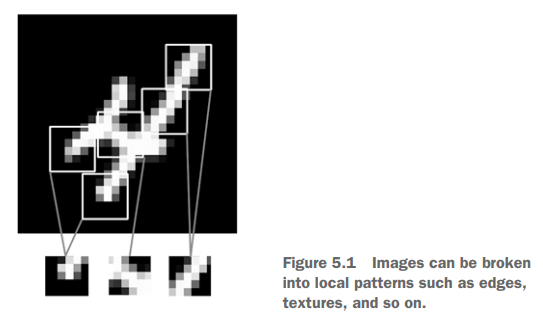 Figure 5.1 Images can be broken
into local patterns such as edges,
textures, and so on.